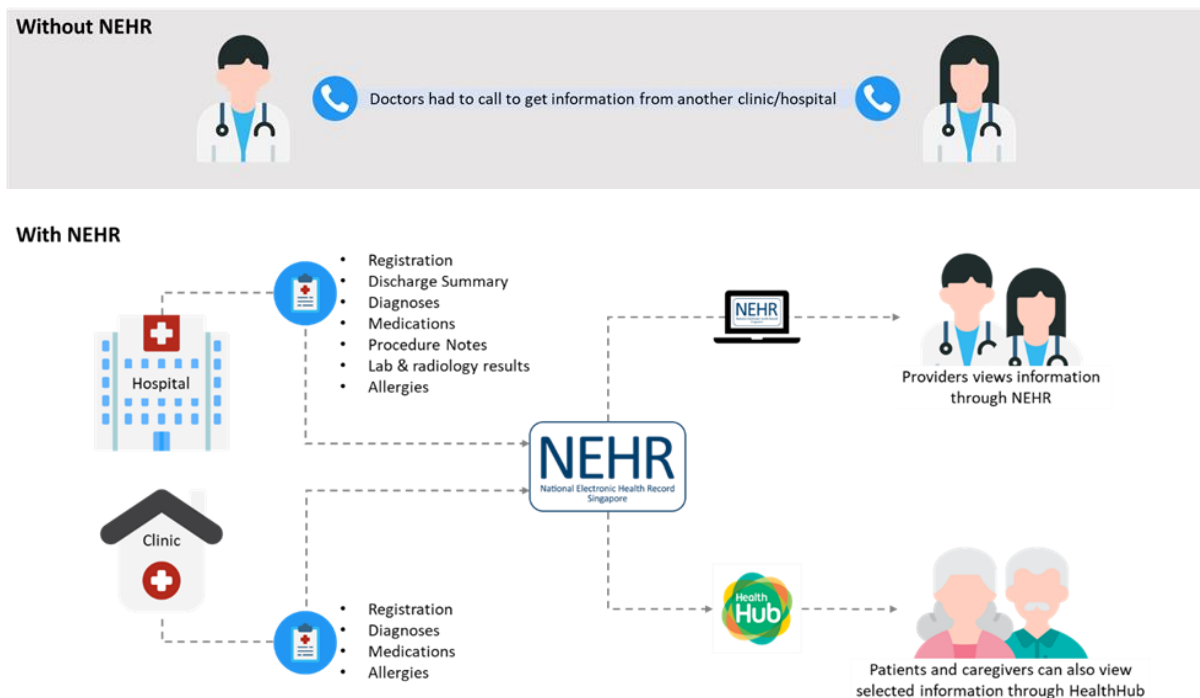 Without NEHR
Doctors had to call to get information from another clinic/hospital
With NEHR
Hospital
• Registration
• Discharge Summary
• Diagnoses
• Medications
• Procedure Notes
• Lab & radiology results
• Allergies
NEHR
Providers views information
through NEHR
NEHR
National Electronic Health Record
Singapore
Clinic
• Registration
• Diagnoses
• Medications
• Allergies
Health
Hub
Patients and caregivers can also view
selected information through HealthHub